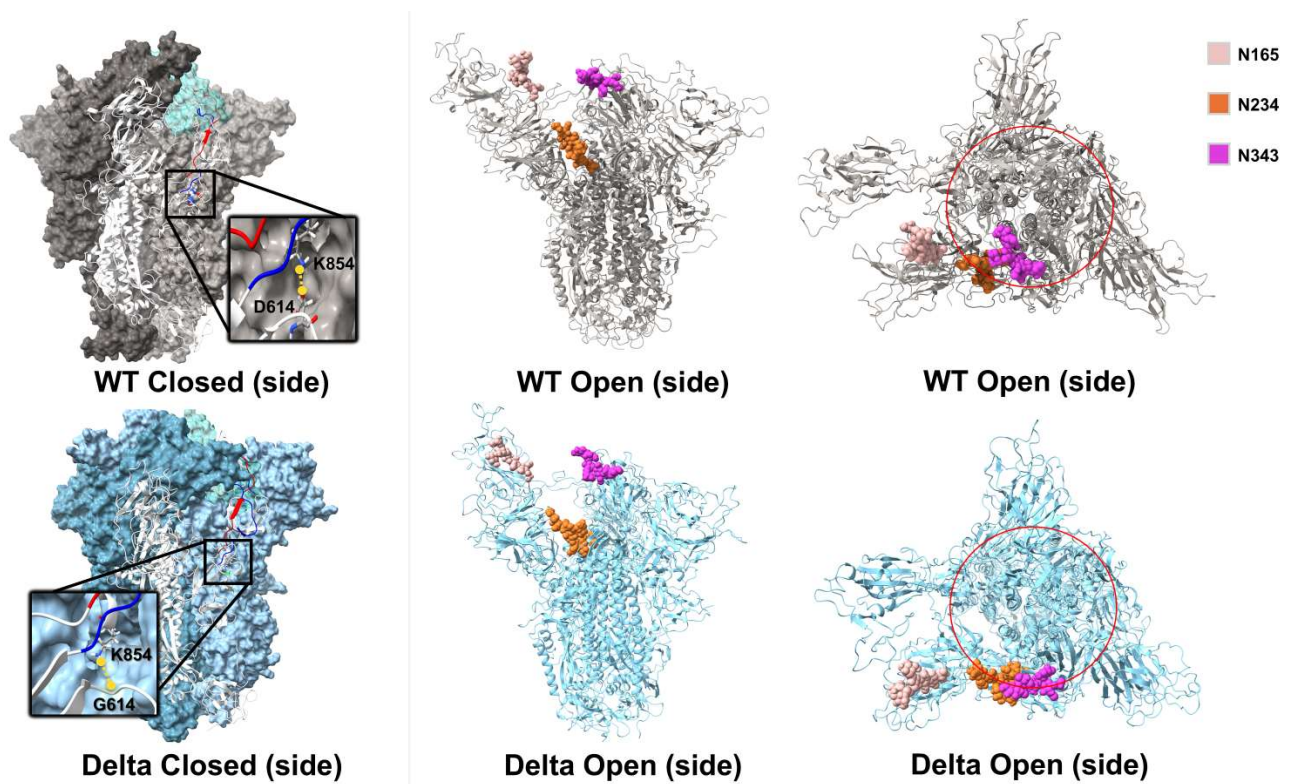 N165
N234
N343
K854
D614
WT Closed (side)
WT Open (side)
WT Open (side)
K854
G614
Delta Closed (side)
Delta Open (side)
Delta Open (side)